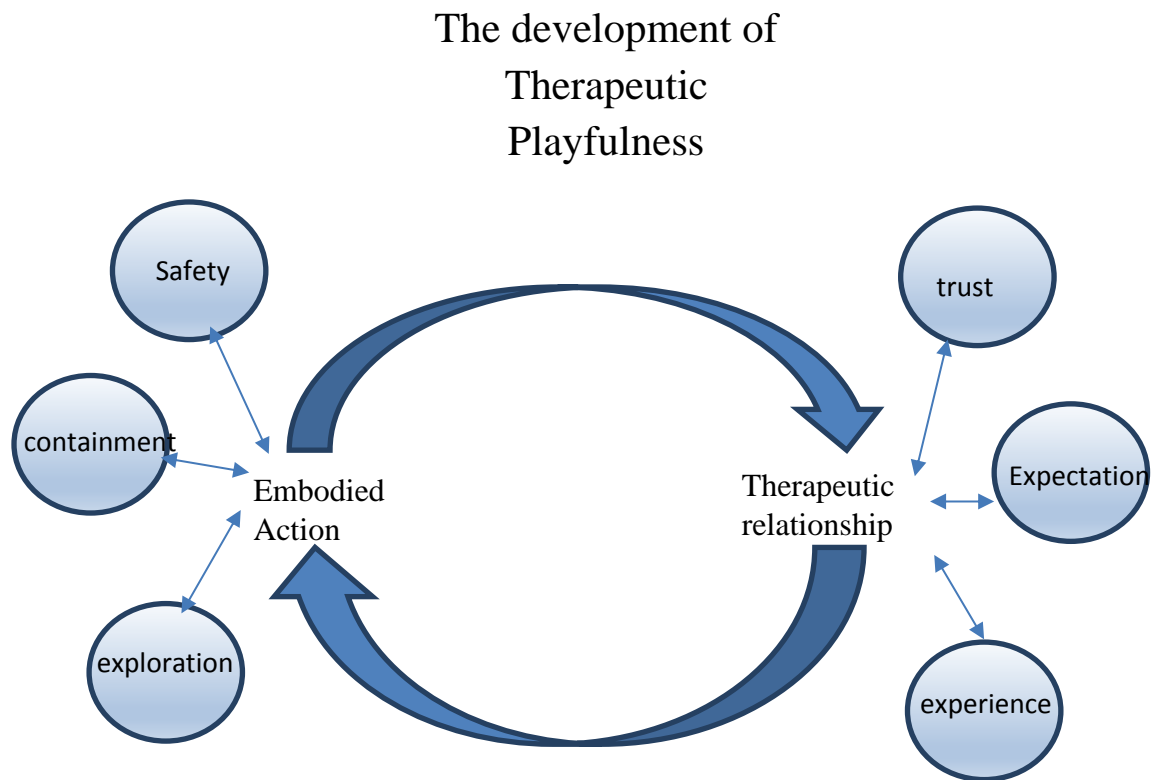 The development of
Therapeutic
Playfulness
Safety
containment
exploration
Embodied
Action
Therapeutic
relationship
trust
Expectation
experience